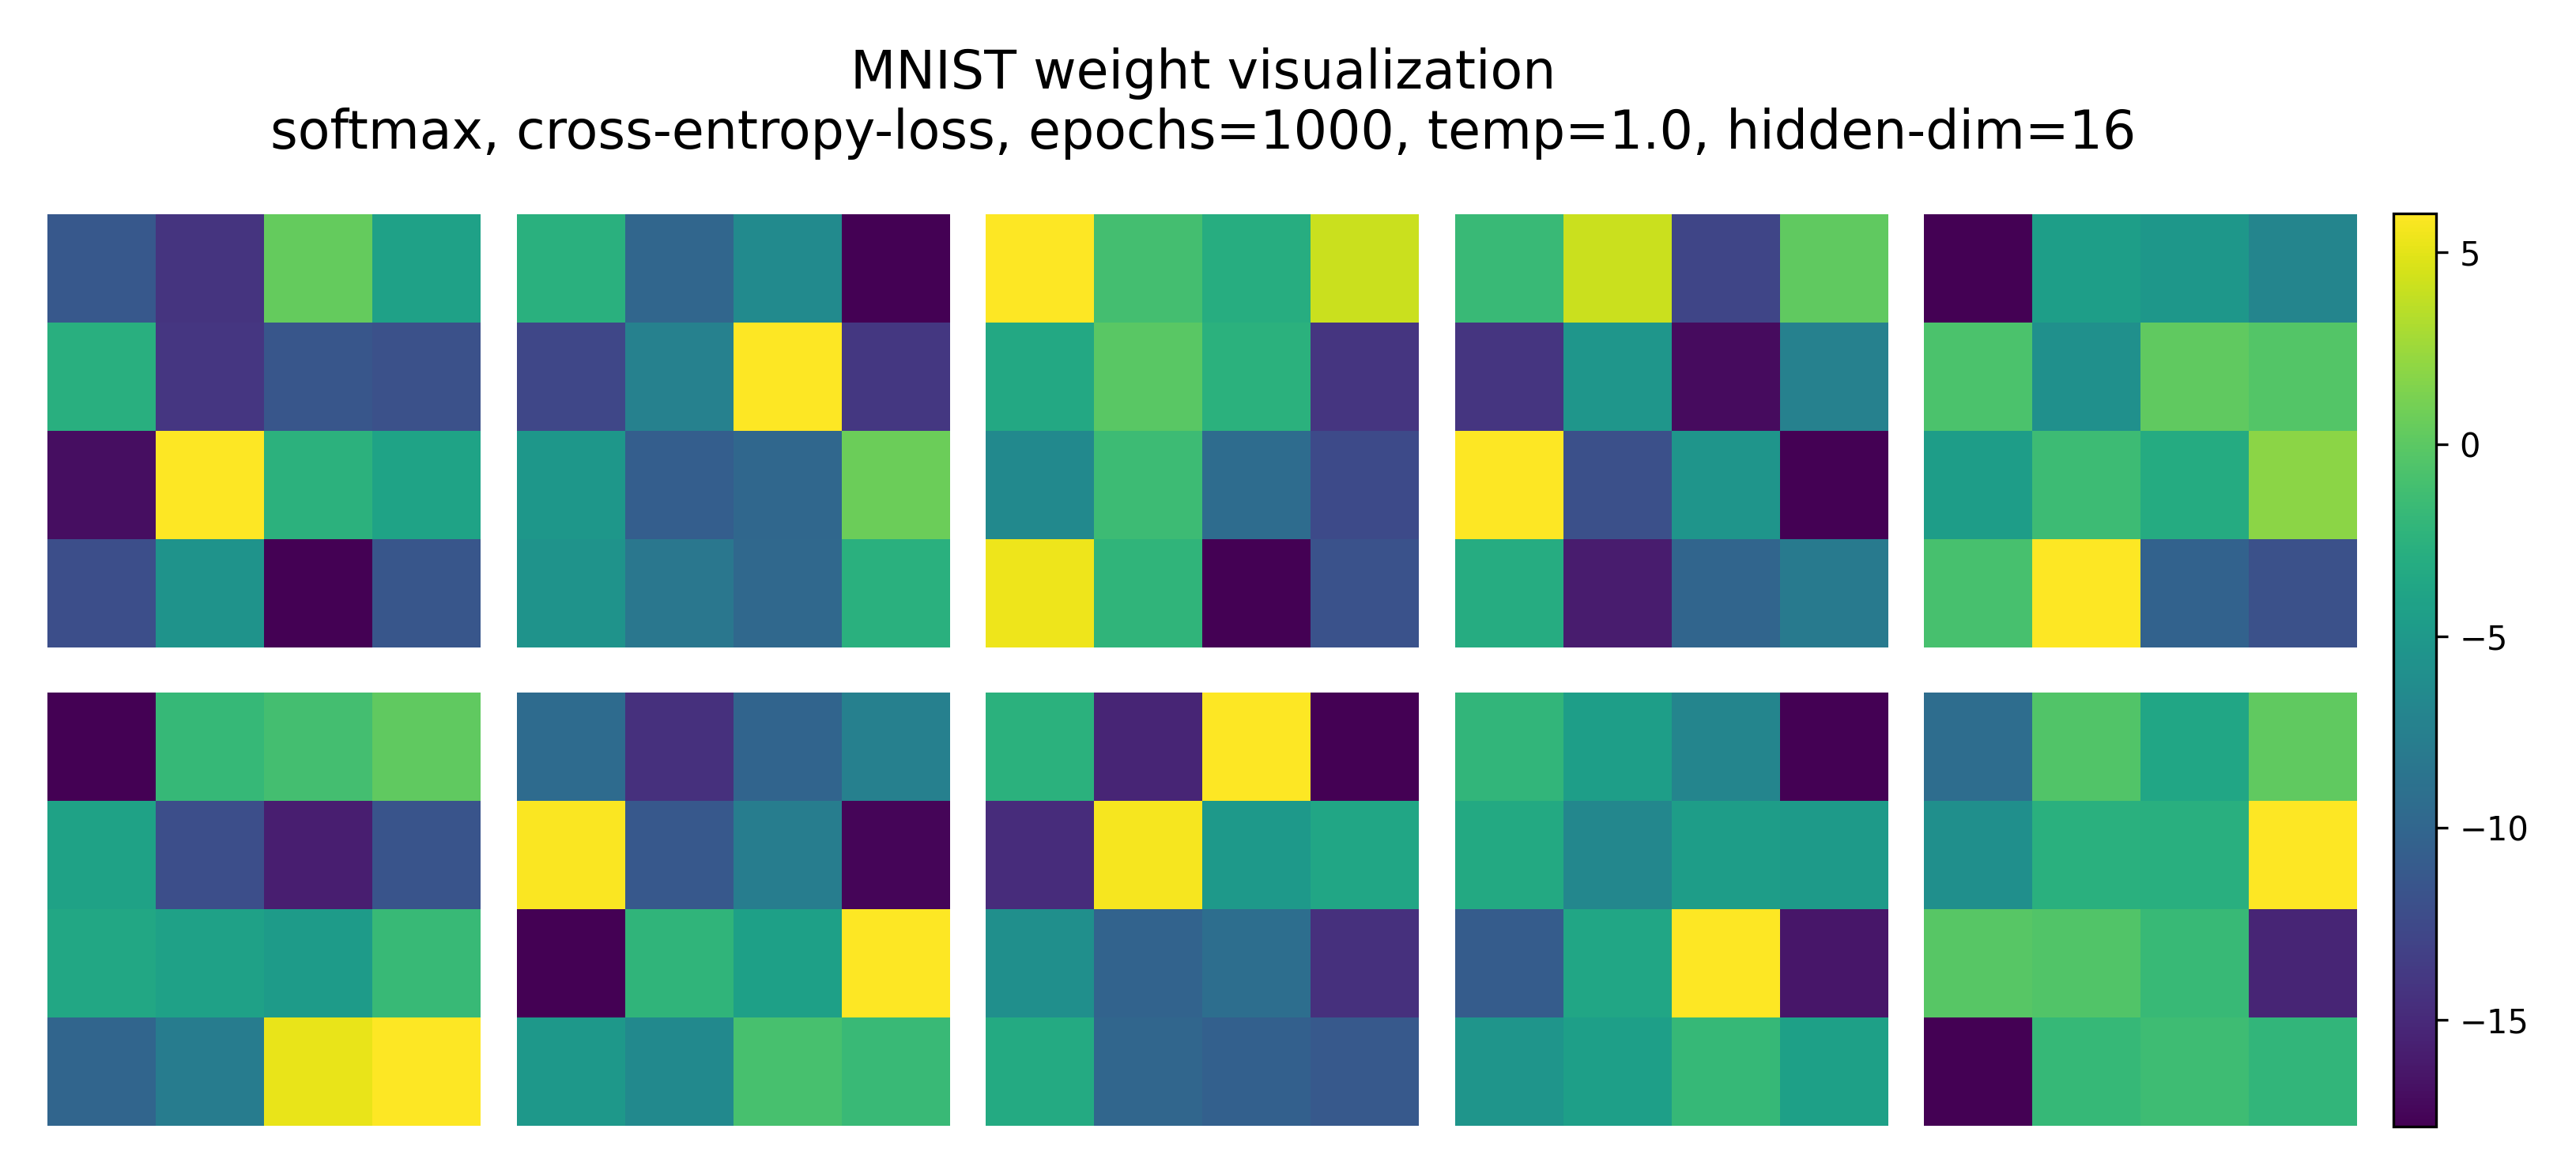 MNIST weight visualization
softmax, cross-entropy-loss, epochs=1000, temp=1.0, hidden-dim=16
5
0
−5
−10
−15